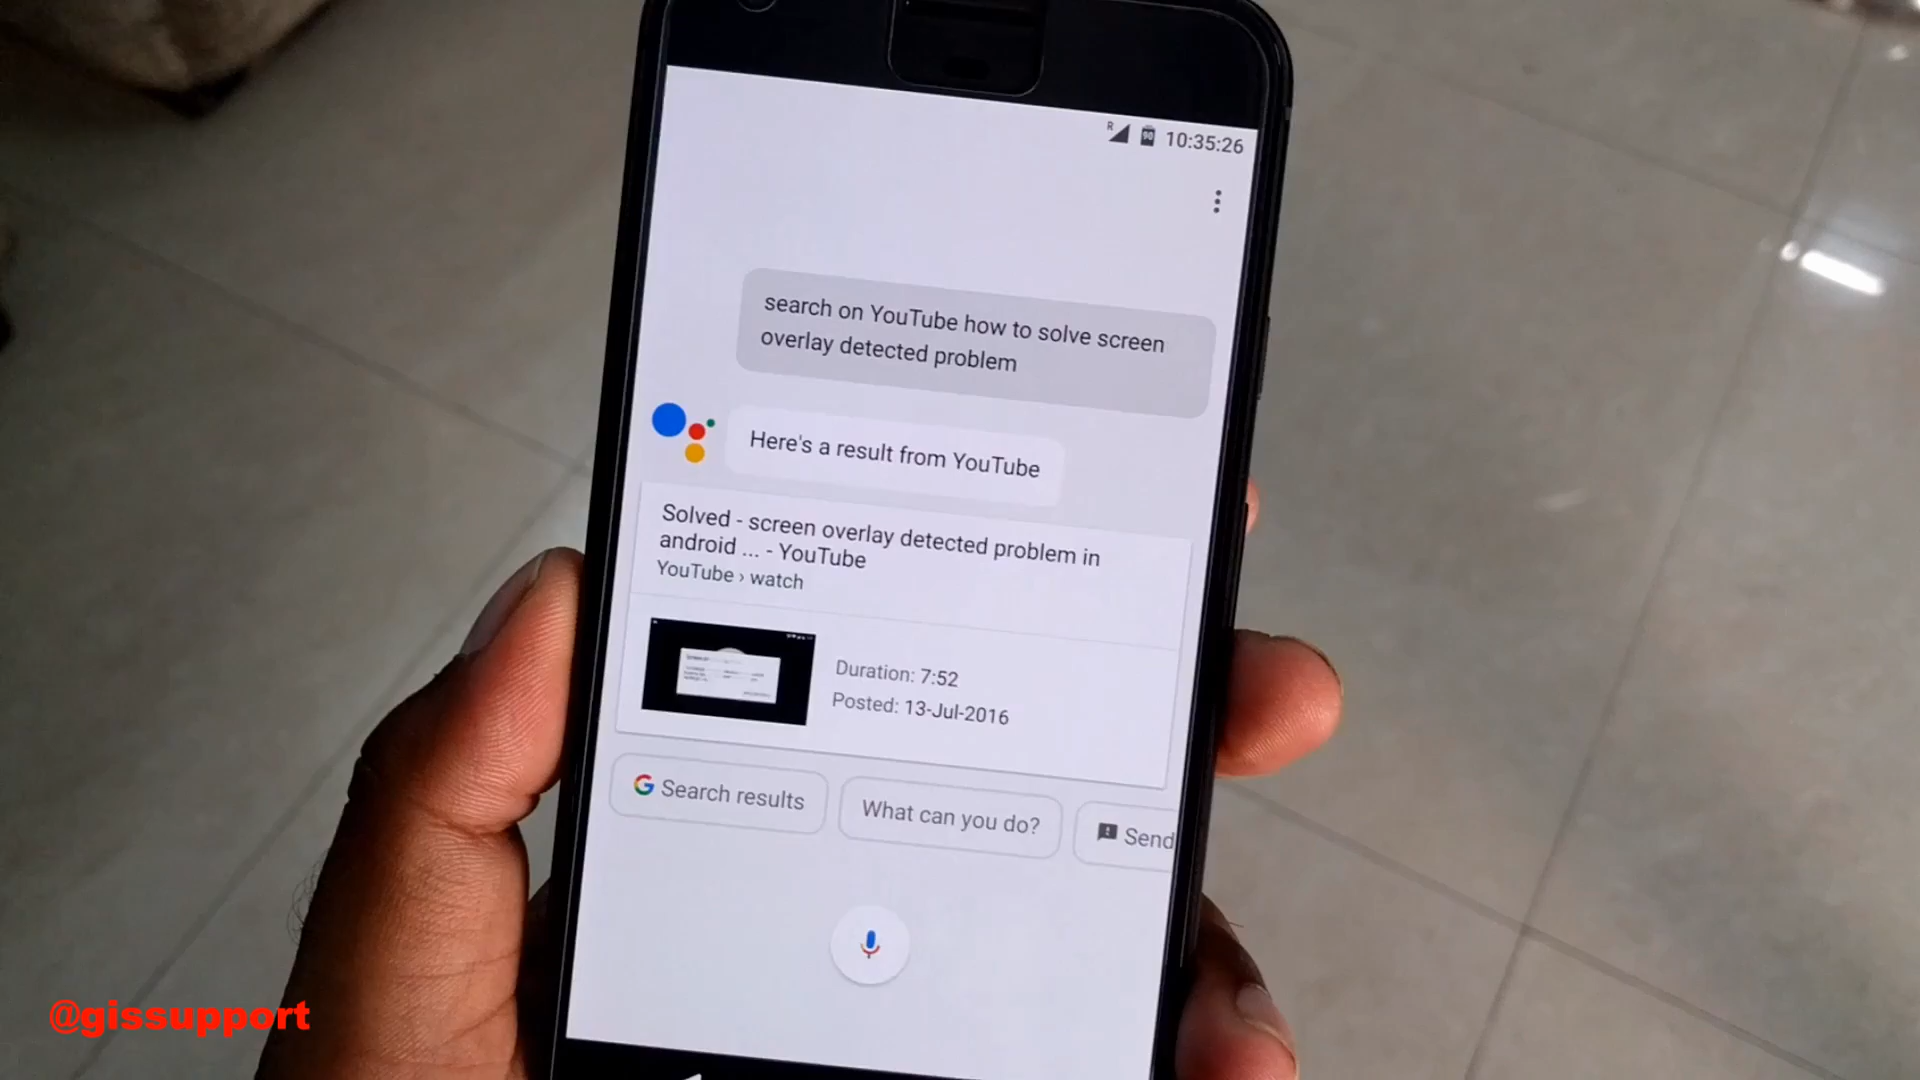 R 90 10:35:26
search on YouTube how to solve screen
overlay detected problem
Here's a result from YouTube
Solved - screen overlay detected problem in
android ... - YouTube
YouTube › watch
Duration: 7:52
Posted: 13-Jul-2016
G Search results
What can you do?
Send
@gissupport